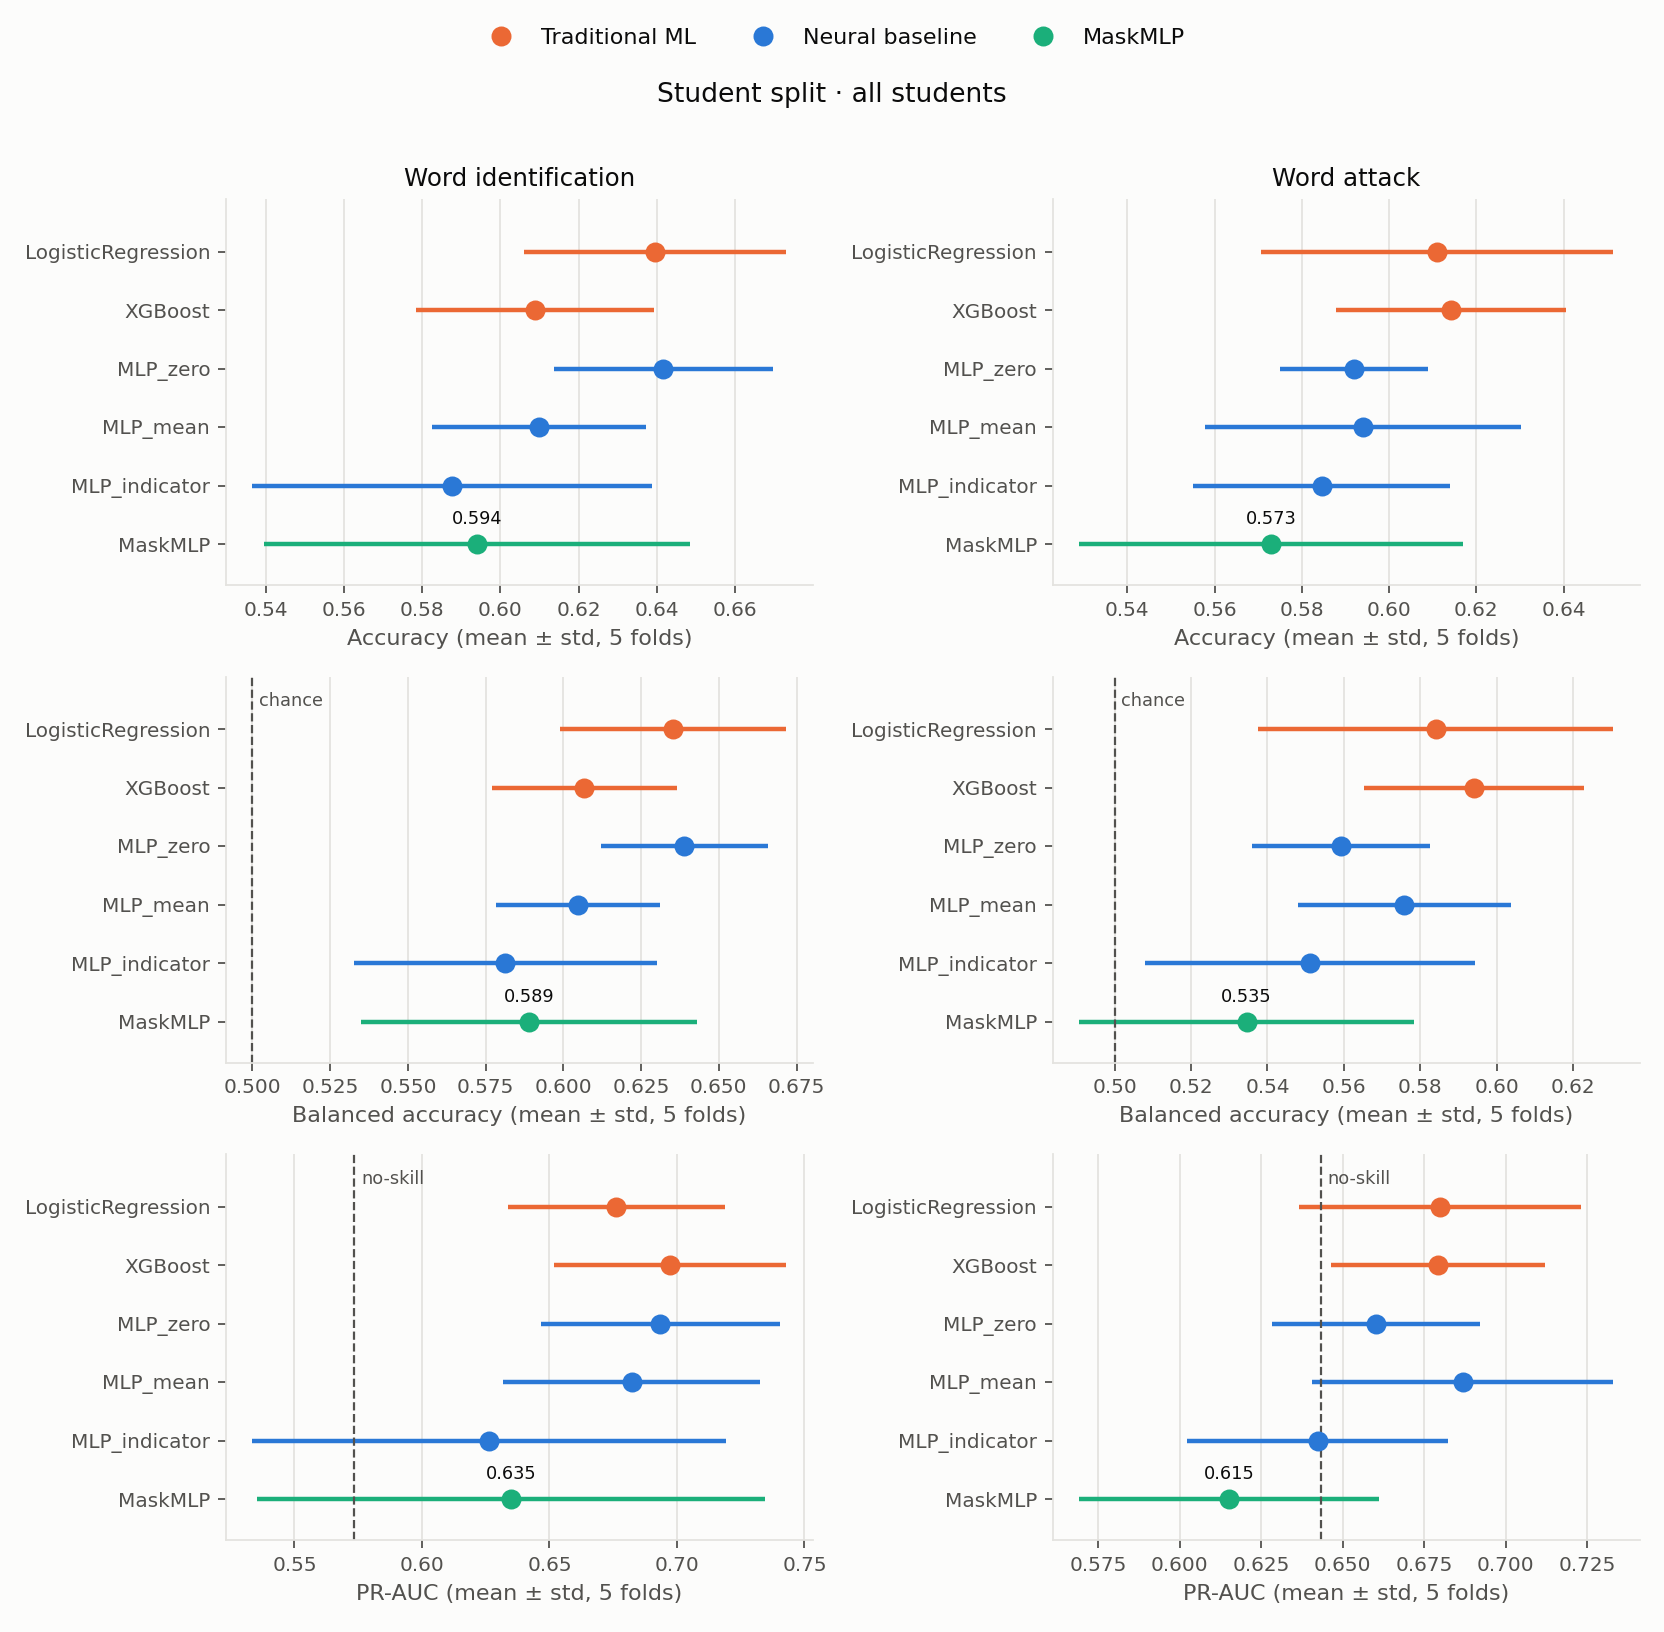 Traditional ML Neural baseline MaskMLP
Student split · all students
Word identification
LogisticRegression
XGBoost
MLP_zero
MLP_mean
MLP_indicator
0.594
MaskMLP
0.54 0.56 0.58 0.60 0.62 0.64 0.66
Accuracy (mean ± std, 5 folds)
Word attack
LogisticRegression
XGBoost
MLP_zero
MLP_mean
MLP_indicator
0.573
MaskMLP
0.54 0.56 0.58 0.60 0.62 0.64
Accuracy (mean ± std, 5 folds)
chance
LogisticRegression
XGBoost
MLP_zero
MLP_mean
MLP_indicator
0.589
MaskMLP
0.500 0.525 0.550 0.575 0.600 0.625 0.650 0.675
Balanced accuracy (mean ± std, 5 folds)
chance
LogisticRegression
XGBoost
MLP_zero
MLP_mean
MLP_indicator
0.535
MaskMLP
0.50 0.52 0.54 0.56 0.58 0.60 0.62
Balanced accuracy (mean ± std, 5 folds)
no-skill
LogisticRegression
XGBoost
MLP_zero
MLP_mean
MLP_indicator
0.635
MaskMLP
0.55 0.60 0.65 0.70 0.75
PR-AUC (mean ± std, 5 folds)
no-skill
LogisticRegression
XGBoost
MLP_zero
MLP_mean
MLP_indicator
0.615
MaskMLP
0.575 0.600 0.625 0.650 0.675 0.700 0.725
PR-AUC (mean ± std, 5 folds)